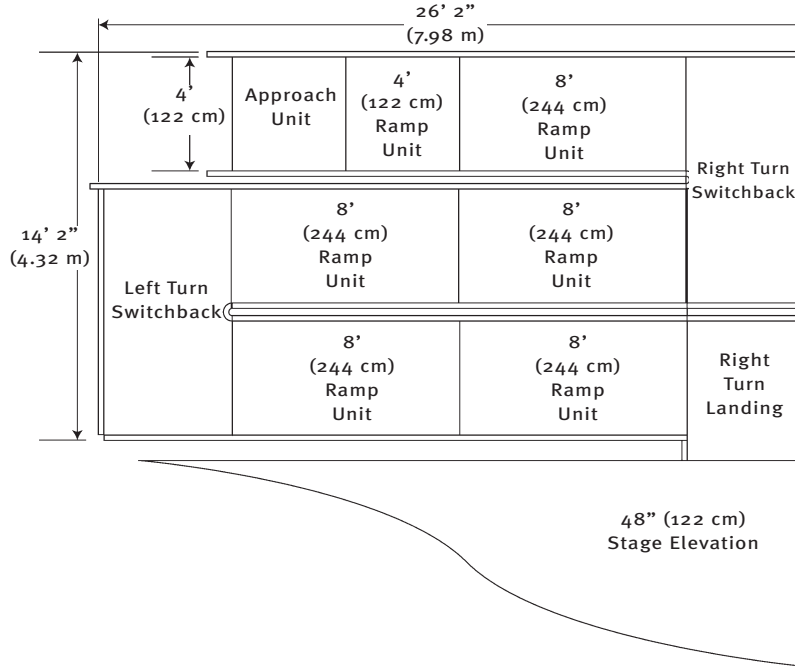 26’ 2”
(7.98 m)
4’
(122 cm)
Approach
Unit
4’
(122 cm)
Ramp
Unit
8’
(244 cm)
Ramp
Unit
Right Turn
Switchback
14’ 2”
(4.32 m)
Left Turn
Switchback
8’
(244 cm)
Ramp
Unit
8’
(244 cm)
Ramp
Unit
8’
(244 cm)
Ramp
Unit
8’
(244 cm)
Ramp
Unit
Right
Turn
Landing
48” (122 cm)
Stage Elevation